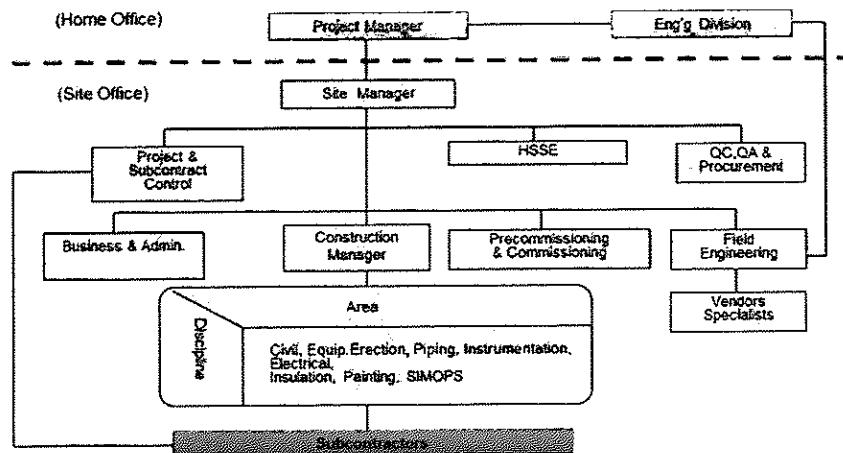 (Home Office)
Project Manager
Eng'g Division
(Site Office)
Site Manager
Project &
Subcontract
Control
HSSE
QC,QA &
Procurement
Business & Admin.
Construction
Manager
Precommissioning
& Commissioning
Field
Engineering
Vendors
Specialists
Area
Discipline
Civil, Equip.Erection, Piping, Instrumentation,
Electrical,
Insulation, Painting, SIMOPS
Subcontractors